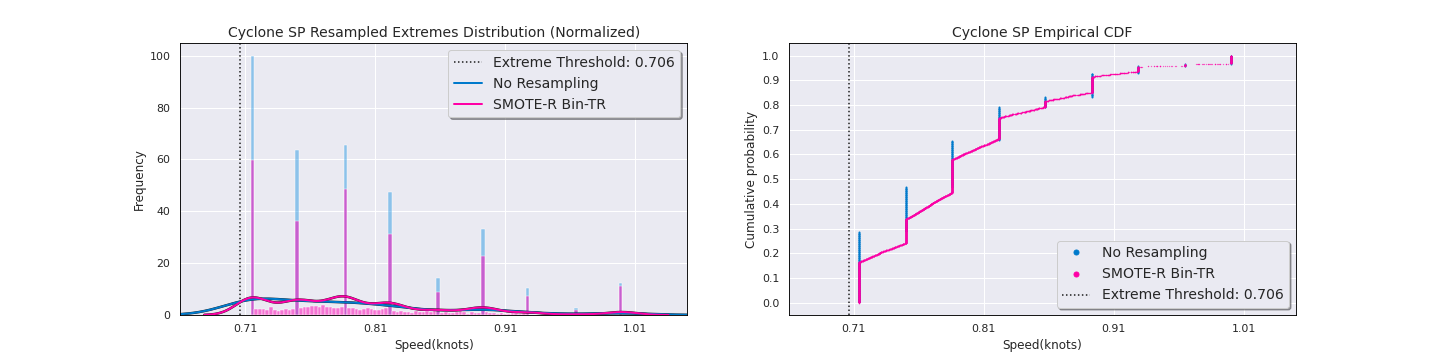 Cyclone SP Resampled Extremes Distribution (Normalized)
Extreme Threshold: 0.706
No Resampling
SMOTE-R Bin-TR
Frequency
100
80
60
40
20
0
0.71
0.81
0.91
1.01
Speed(knots)
Cyclone SP Empirical CDF
Cumulative probability
1.0
0.9
0.8
0.7
0.6
0.5
0.4
0.3
0.2
0.1
0.0
No Resampling
SMOTE-R Bin-TR
Extreme Threshold: 0.706
0.71
0.81
0.91
1.01
Speed(knots)